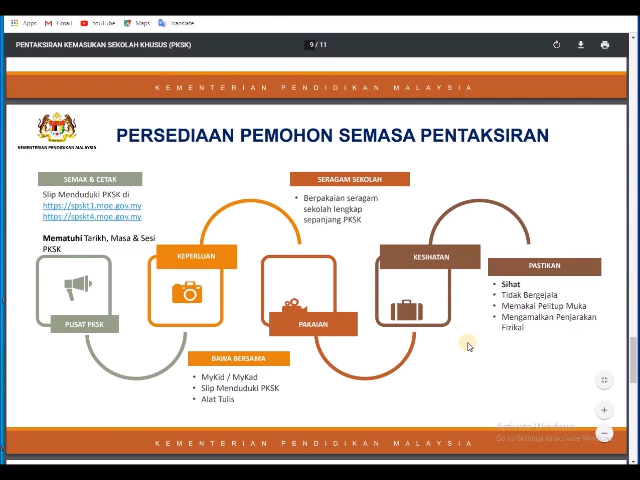 Apps Gmail YouTube Maps Translate
PENTAKSIRAN KEMASUKAN SEKOLAH KHUSUS (PKSK) 9 / 11
KEMENTERIAN PENDIDIKAN MALAYSIA
KEMENTERIAN PENDIDIKAN MALAYSIA
PERSEDIAAN PEMOHON SEMASA PENTAKSIRAN
SEMAK & CETAK
Slip Menduduki PKSK di
https://spskt1.moe.gov.my
https://spskt4.moe.gov.my
Mematuhi Tarikh, Masa & Sesi
PKSK
PUSAT PKSK
KEPERLUAN
BAWA BERSAMA
• MyKid / MyKad
• Slip Menduduki PKSK
• Alat Tulis
SERAGAM SEKOLAH
• Berpakaian seragam
sekolah lengkap
sepanjang PKSK
PAKAIAN
KESIHATAN
PASTIKAN
• Sihat
• Tidak Bergejala
• Memakai Pelitup Muka
• Mengamalkan Penjarakan
Fizikal
Activate Windows
Go to Settings to activate Windows.
KEMENTERIAN PENDIDIKAN MALAYSIA